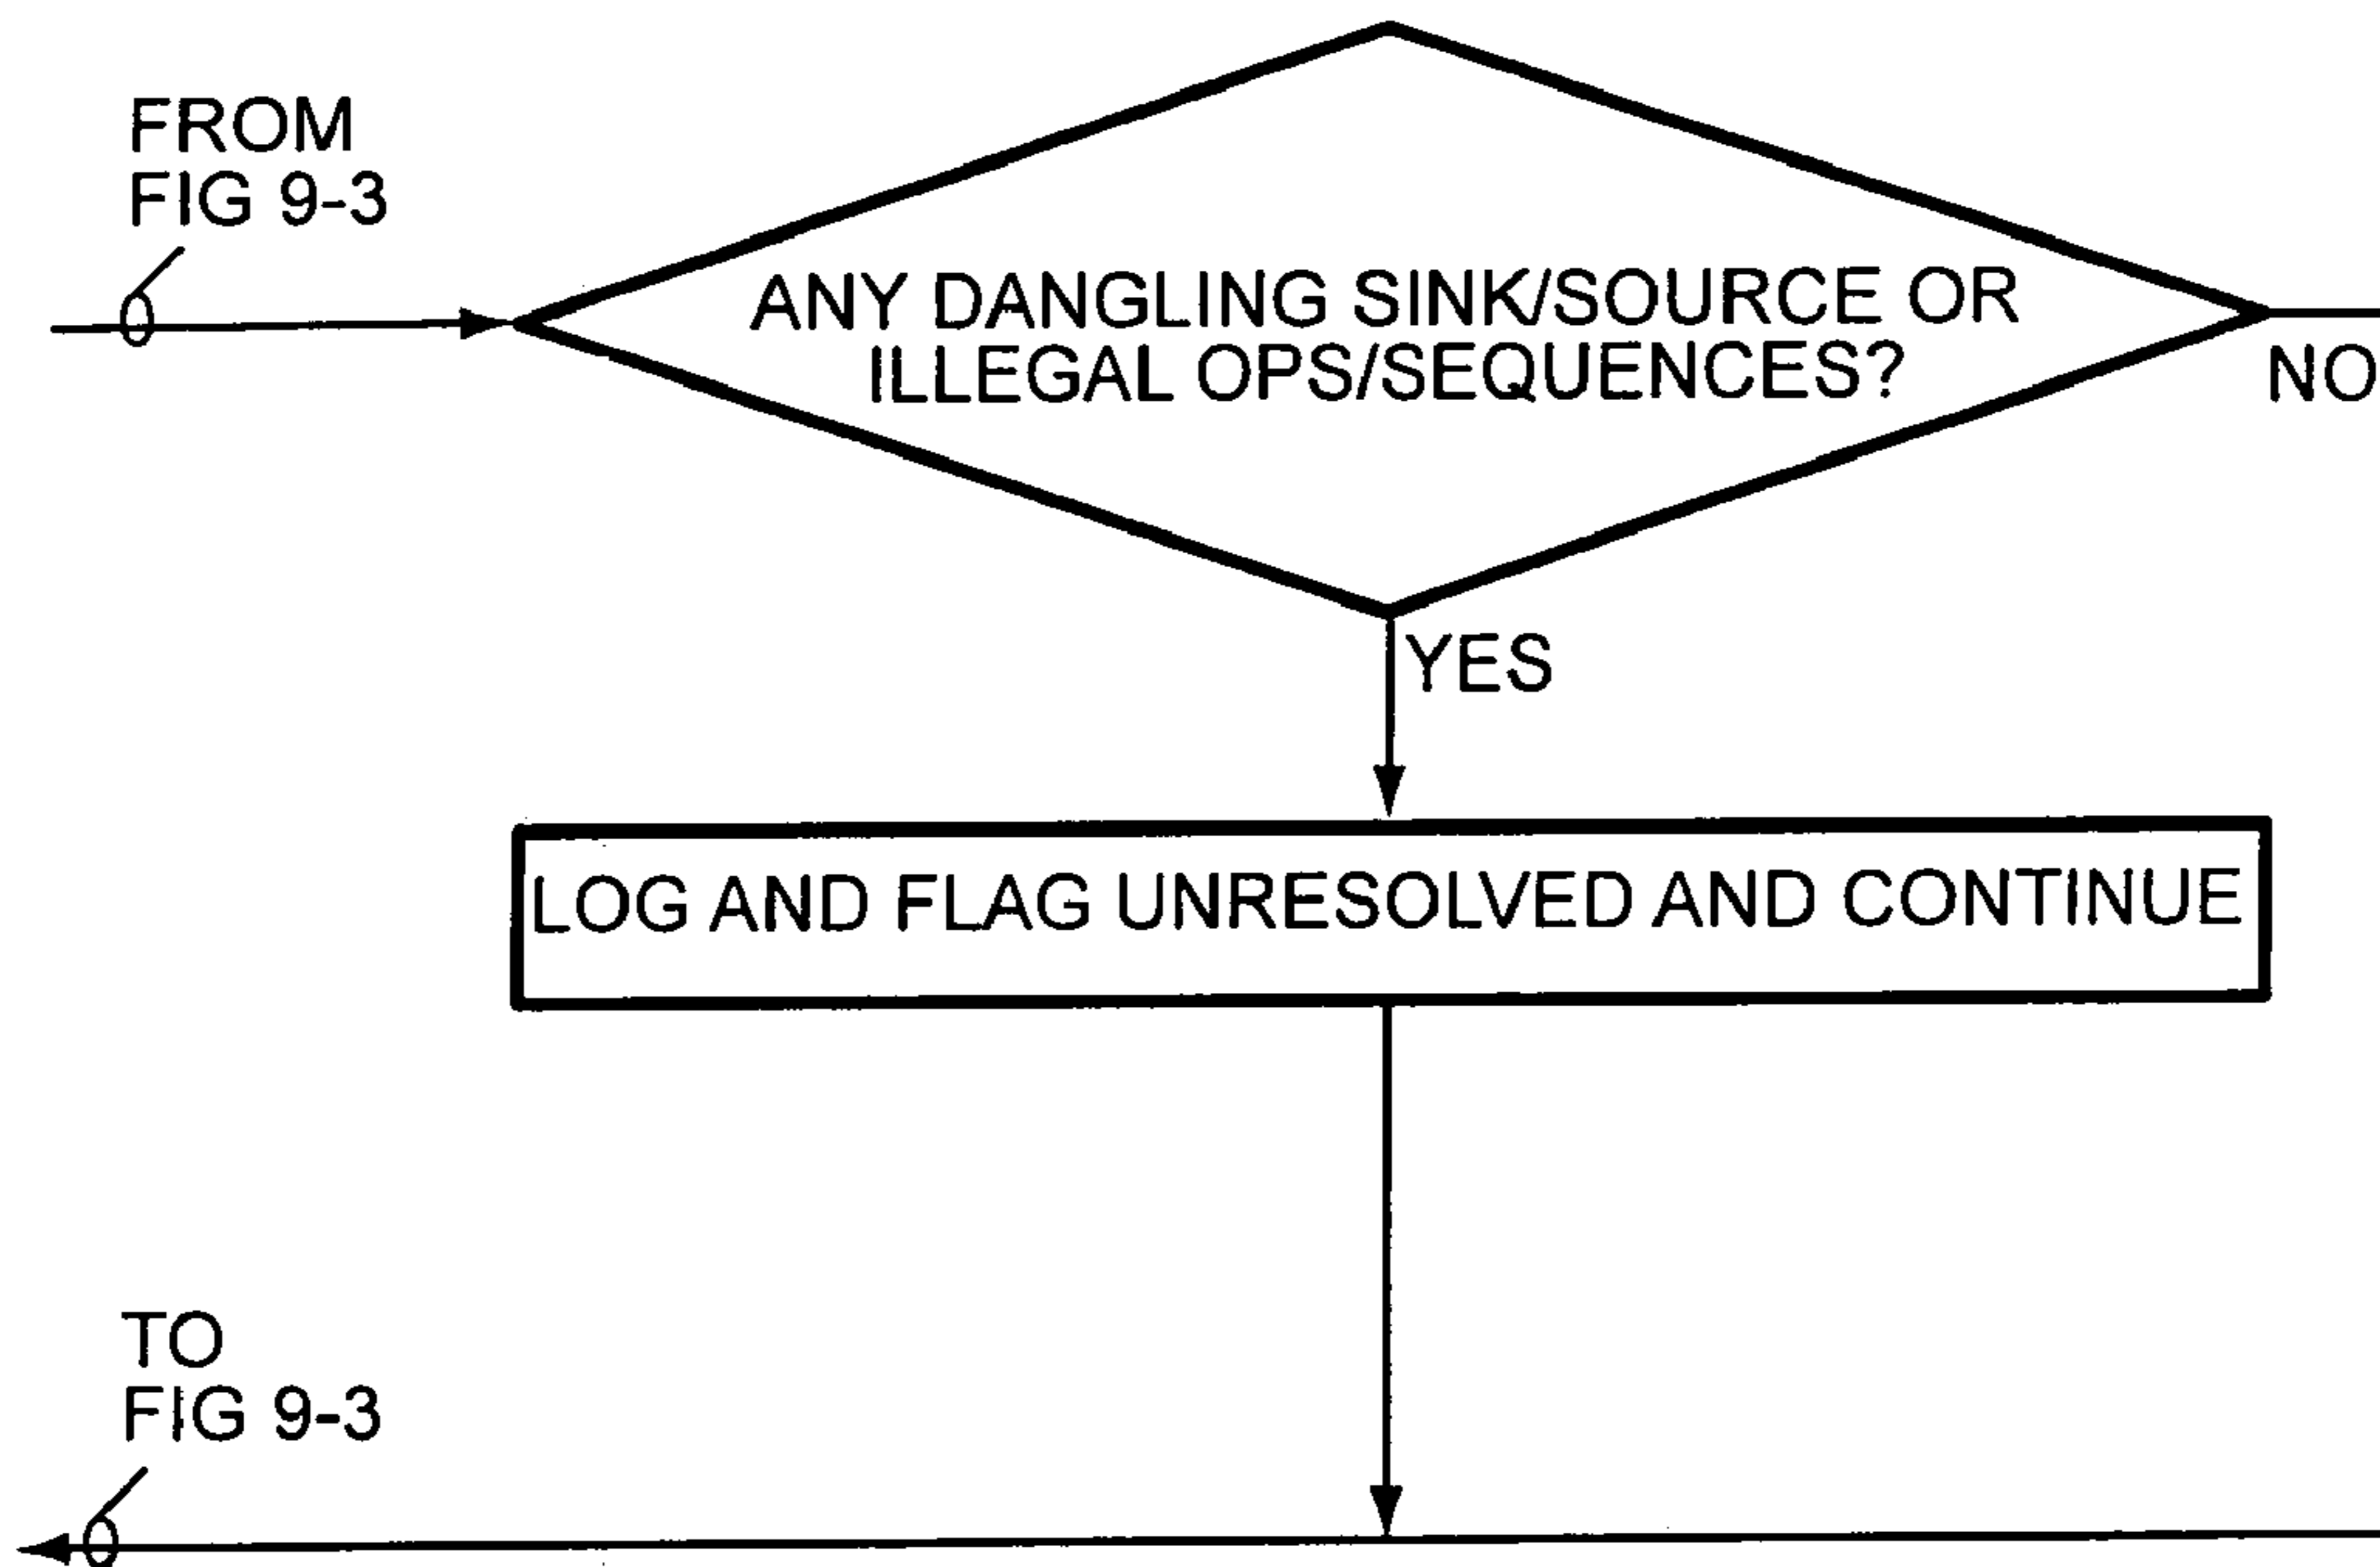 FROM
FIG 9-3
ANY DANGLING SINK/SOURCE OR
ILLEGAL OPS/SEQUENCES?
NO
YES
LOG AND FLAG UNRESOLVED AND CONTINUE
TO
FIG 9-3